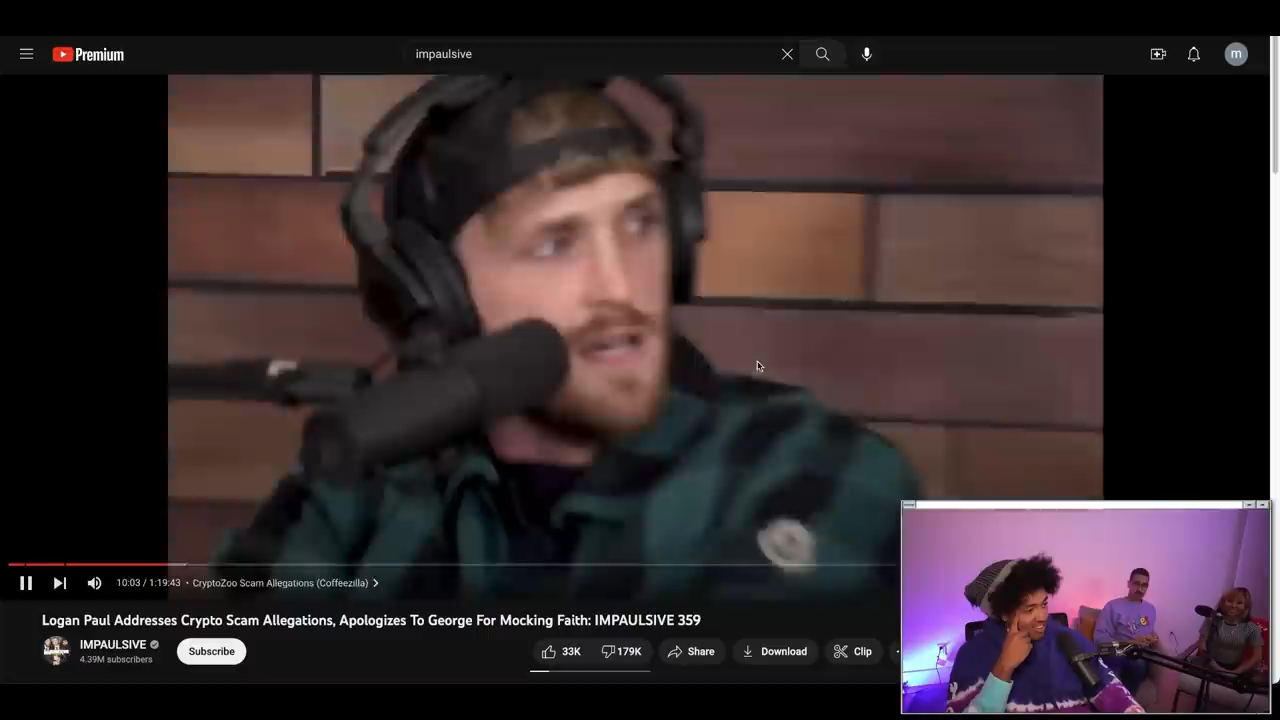 Premium
impaulsive
m
10:03 / 1:19:43 • CryptoZoo Scam Allegations (Coffeezilla)
Logan Paul Addresses Crypto Scam Allegations, Apologizes To George For Mocking Faith: IMPAULSIVE 359
IMPAULSIVE
4.39M subscribers
Subscribe
33K
179K
Share
Download
Clip